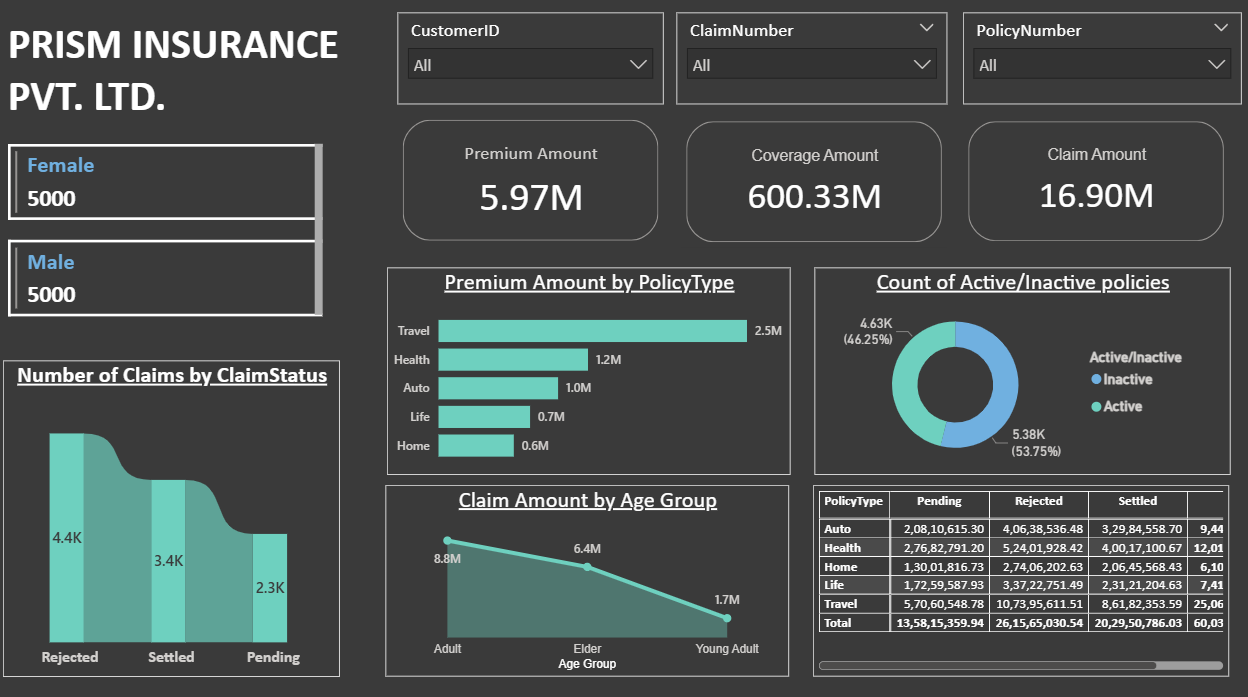 PRISM INSURANCE
PVT. LTD.
CustomerID
All
ClaimNumber
All
PolicyNumber
All
Female
5000
Male
5000
Premium Amount
5.97M
Coverage Amount
600.33M
Claim Amount
16.90M
Number of Claims by ClaimStatus
4.4K
3.4K
2.3K
Rejected Settled Pending
Premium Amount by PolicyType
Travel 2.5M
Health 1.2M
Auto 1.0M
Life 0.7M
Home 0.6M
Count of Active/Inactive policies
4.63K
(46.25%)
5.38K
(53.75%)
Active/Inactive
Inactive
Active
Claim Amount by Age Group
8.8M
6.4M
1.7M
Adult Elder Young Adult
Age Group
PolicyType Pending Rejected Settled
Auto 2,08,10,615.30 4,06,38,536.48 3,29,84,558.70 9,44
Health 2,76,82,791.20 5,24,01,928.42 4,00,17,100.67 12,01
Home 1,30,01,816.73 2,74,06,202.63 2,06,45,568.43 6,10
Life 1,72,59,587.93 3,37,22,751.49 2,31,21,204.63 7,41
Travel 5,70,60,548.78 10,73,95,611.51 8,61,82,353.59 25,06
Total 13,58,15,359.94 26,15,65,030.54 20,29,50,786.03 60,03